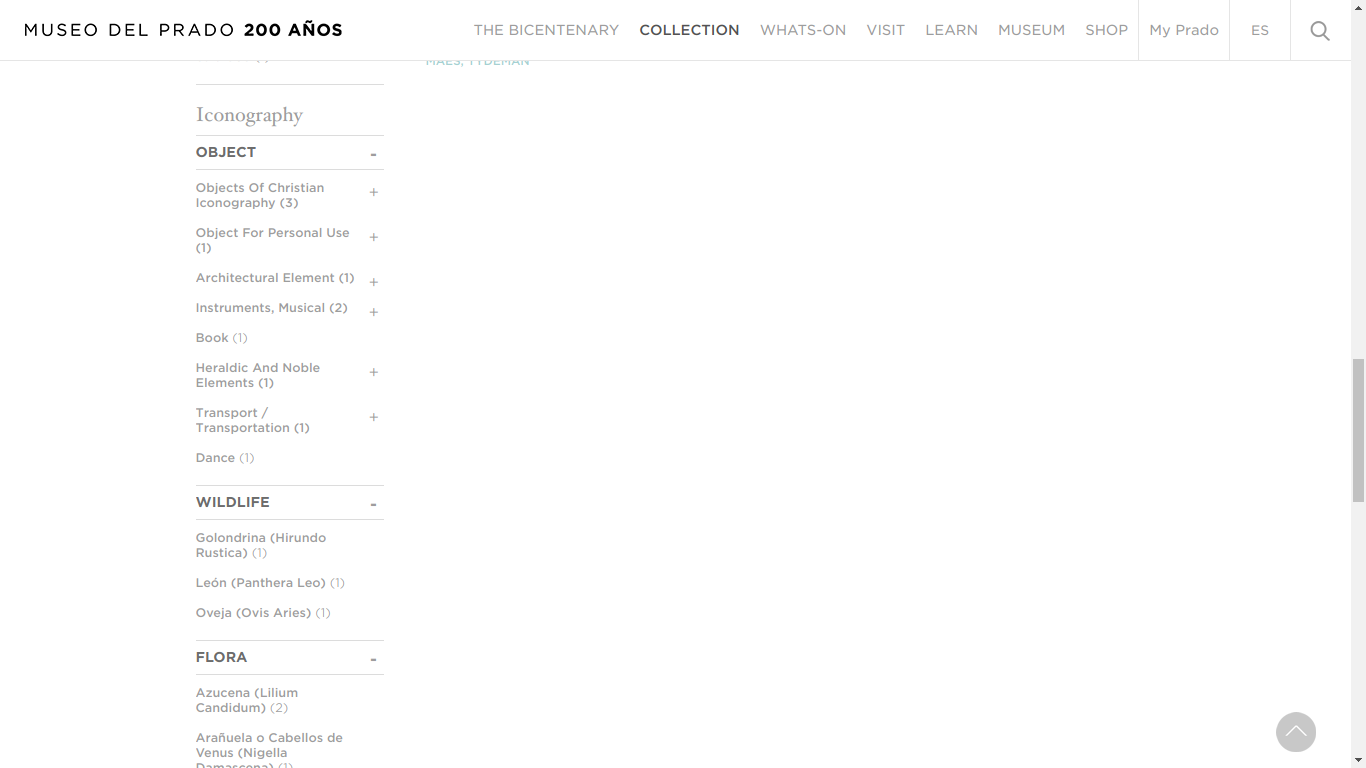 MUSEO DEL PRADO 200 AÑOS
THE BICENTENARY COLLECTION WHATS-ON VISIT LEARN MUSEUM SHOP My Prado ES
MAES, TYDEMAN
Iconography
OBJECT -
Objects Of Christian
Iconography (3) +
Object For Personal Use
(1) +
Architectural Element (1) +
Instruments, Musical (2) +
Book (1)
Heraldic And Noble
Elements (1) +
Transport /
Transportation (1) +
Dance (1)
WILDLIFE -
Golondrina (Hirundo
Rustica) (1)
León (Panthera Leo) (1)
Oveja (Ovis Aries) (1)
FLORA -
Azucena (Lilium
Candidum) (2)
Arañuela o Cabellos de
Venus (Nigella
Damascena) (1)